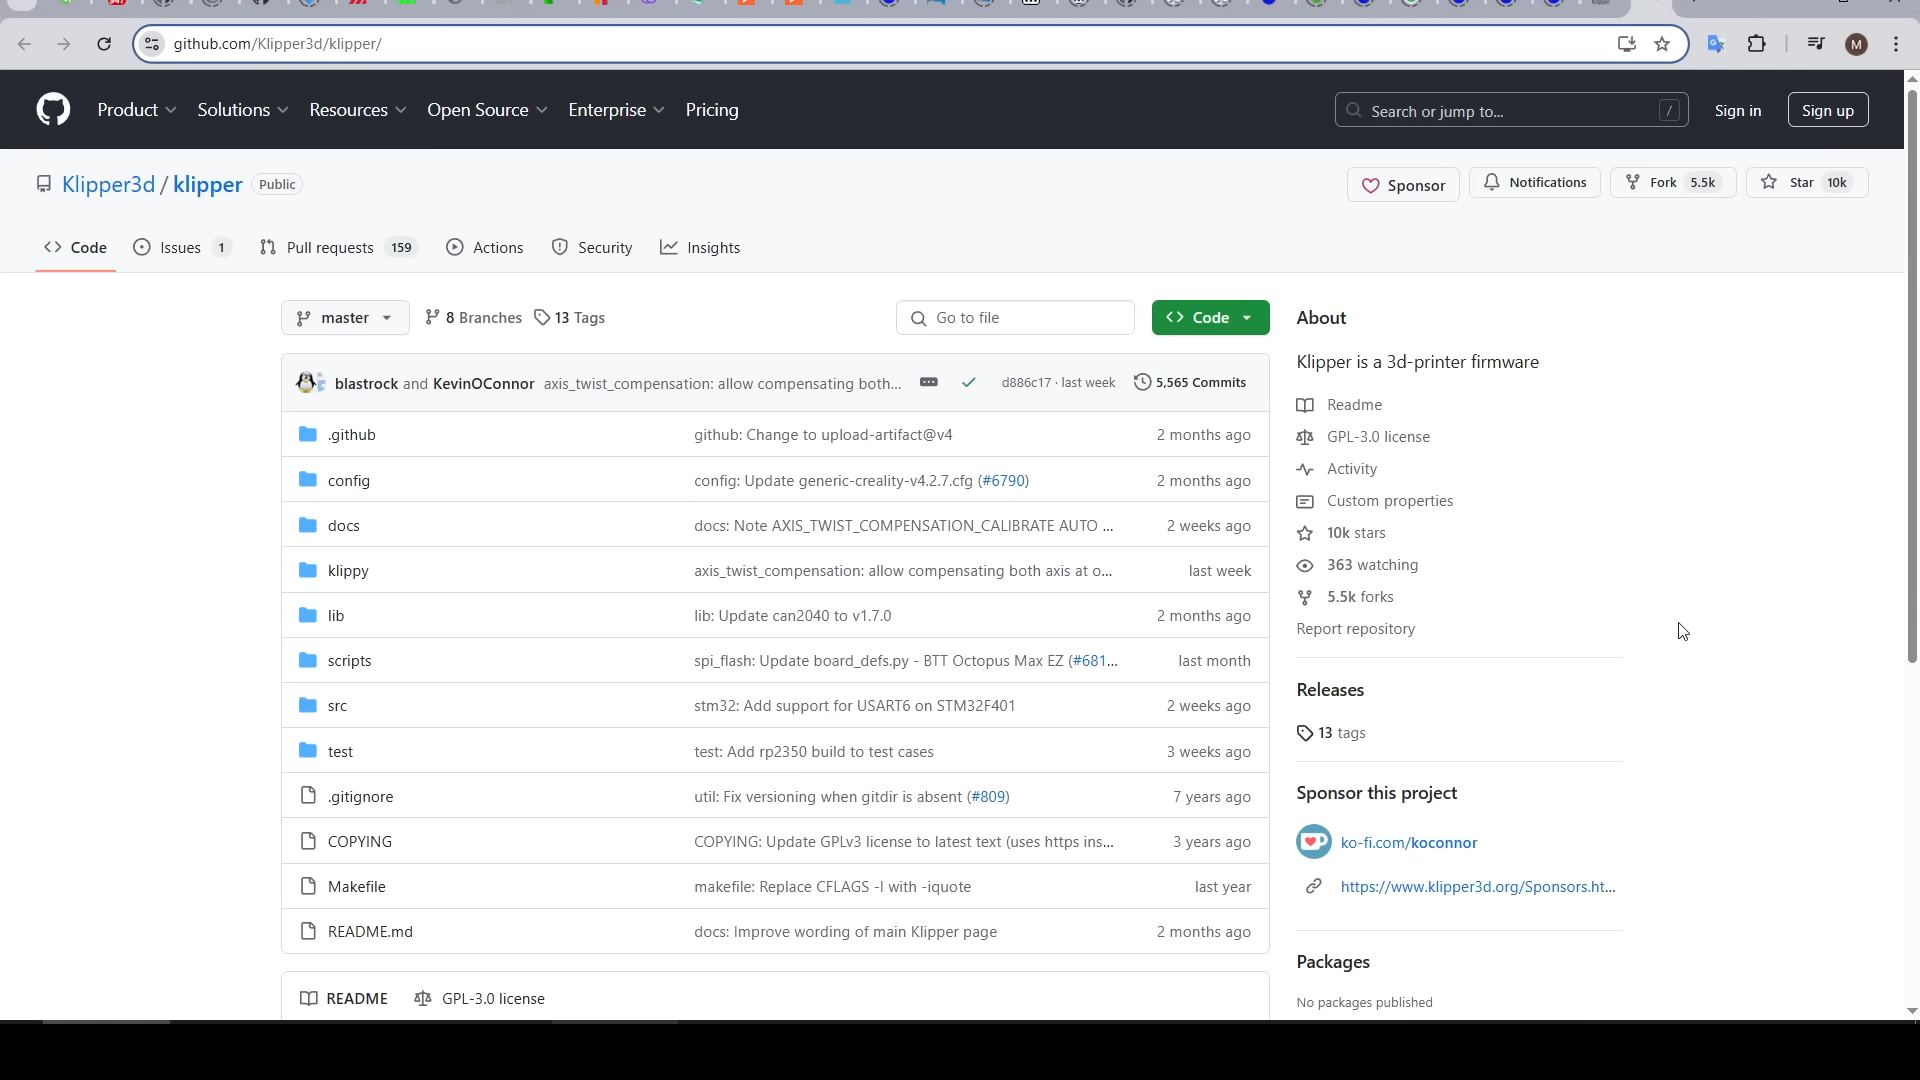 github.com/Klipper3d/klipper/
M
Product
Solutions
Resources
Open Source
Enterprise
Pricing
Search or jump to...
/
Sign in
Sign up
Klipper3d / klipper
Public
Sponsor
Notifications
Fork 5.5k
Star 10k
Code
Issues 1
Pull requests 159
Actions
Security
Insights
master
8 Branches
13 Tags
Go to file
Code
blastrock and KevinOConnor axis_twist_compensation: allow compensating both... d886c17 · last week 5,565 Commits
.github github: Change to upload-artifact@v4 2 months ago
config config: Update generic-creality-v4.2.7.cfg (#6790) 2 months ago
docs docs: Note AXIS_TWIST_COMPENSATION_CALIBRATE AUTO ... 2 weeks ago
klippy axis_twist_compensation: allow compensating both axis at o... last week
lib lib: Update can2040 to v1.7.0 2 months ago
scripts spi_flash: Update board_defs.py - BTT Octopus Max EZ (#681... last month
src stm32: Add support for USART6 on STM32F401 2 weeks ago
test test: Add rp2350 build to test cases 3 weeks ago
.gitignore util: Fix versioning when gitdir is absent (#809) 7 years ago
COPYING COPYING: Update GPLv3 license to latest text (uses https ins... 3 years ago
Makefile makefile: Replace CFLAGS -I with -iquote last year
README.md docs: Improve wording of main Klipper page 2 months ago
README
GPL-3.0 license
About
Klipper is a 3d-printer firmware
Readme
GPL-3.0 license
Activity
Custom properties
10k stars
363 watching
5.5k forks
Report repository
Releases
13 tags
Sponsor this project
ko-fi.com/koconnor
https://www.klipper3d.org/Sponsors.ht...
Packages
No packages published